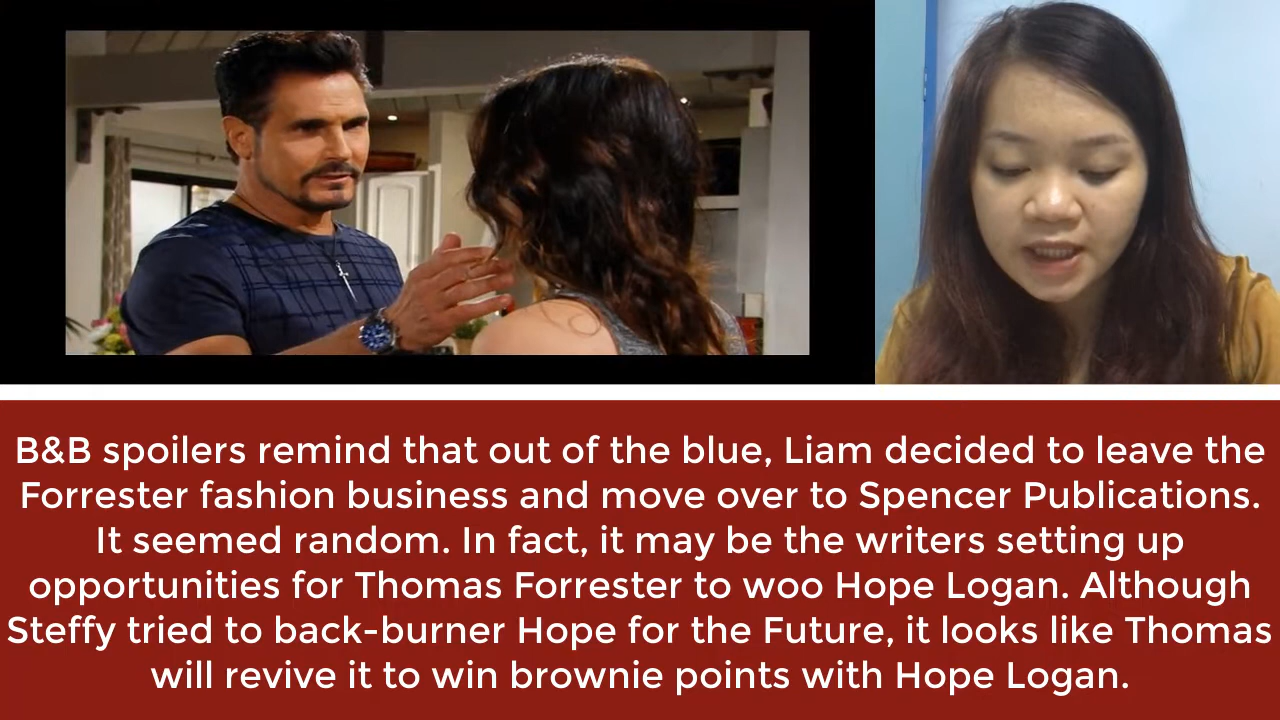 B&B spoilers remind that out of the blue, Liam decided to leave the
Forrester fashion business and move over to Spencer Publications.
It seemed random. In fact, it may be the writers setting up
opportunities for Thomas Forrester to woo Hope Logan. Although
Steffy tried to back-burner Hope for the Future, it looks like Thomas
will revive it to win brownie points with Hope Logan.